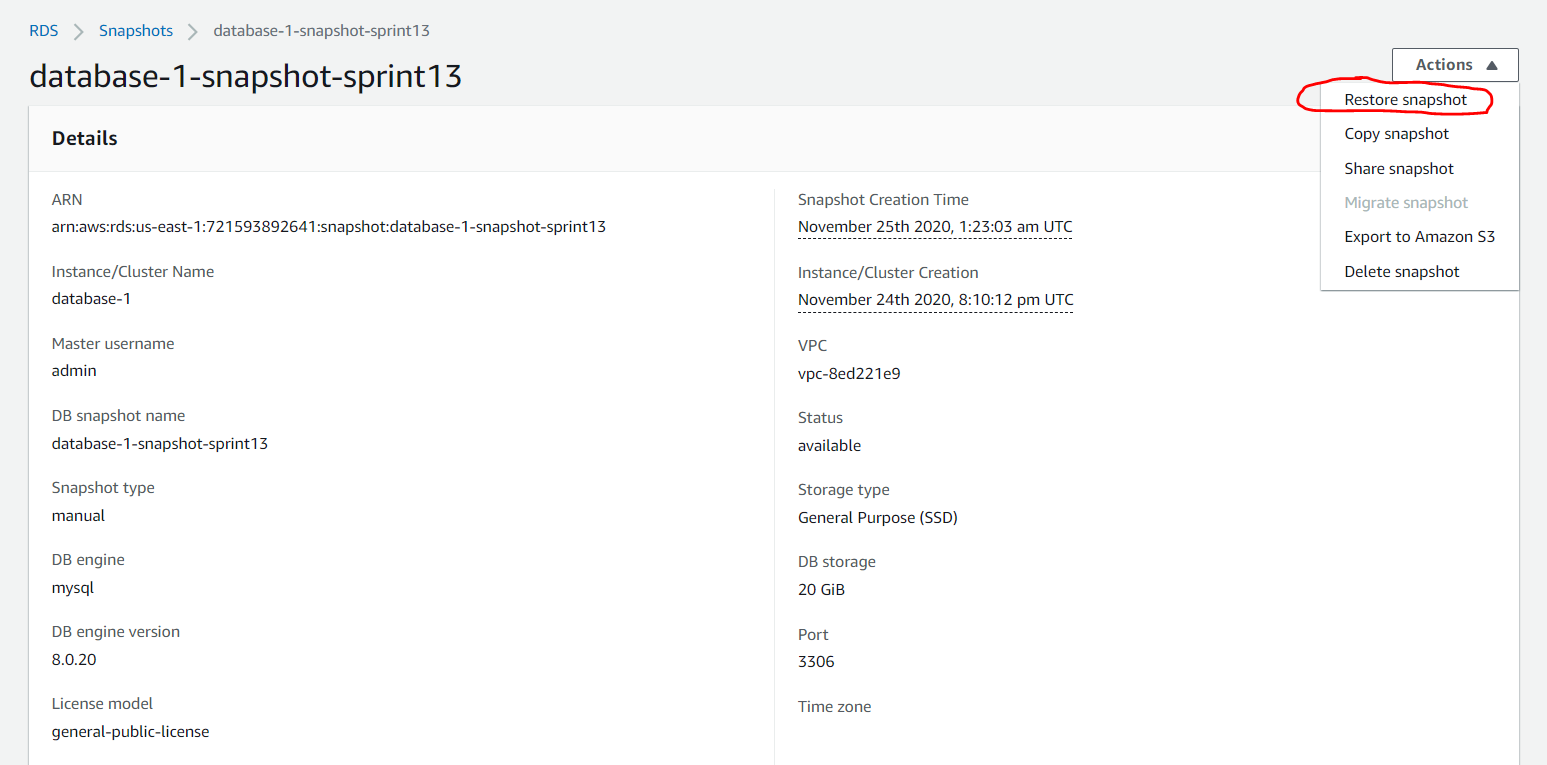 RDS > Snapshots > database-1-snapshot-sprint13
database-1-snapshot-sprint13
Actions
Restore snapshot
Copy snapshot
Share snapshot
Migrate snapshot
Export to Amazon S3
Delete snapshot
Details
ARN
arn:aws:rds:us-east-1:721593892641:snapshot:database-1-snapshot-sprint13
Instance/Cluster Name
database-1
Master username
admin
DB snapshot name
database-1-snapshot-sprint13
Snapshot type
manual
DB engine
mysql
DB engine version
8.0.20
License model
general-public-license
Snapshot Creation Time
November 25th 2020, 1:23:03 am UTC
Instance/Cluster Creation
November 24th 2020, 8:10:12 pm UTC
VPC
vpc-8ed221e9
Status
available
Storage type
General Purpose (SSD)
DB storage
20 GiB
Port
3306
Time zone